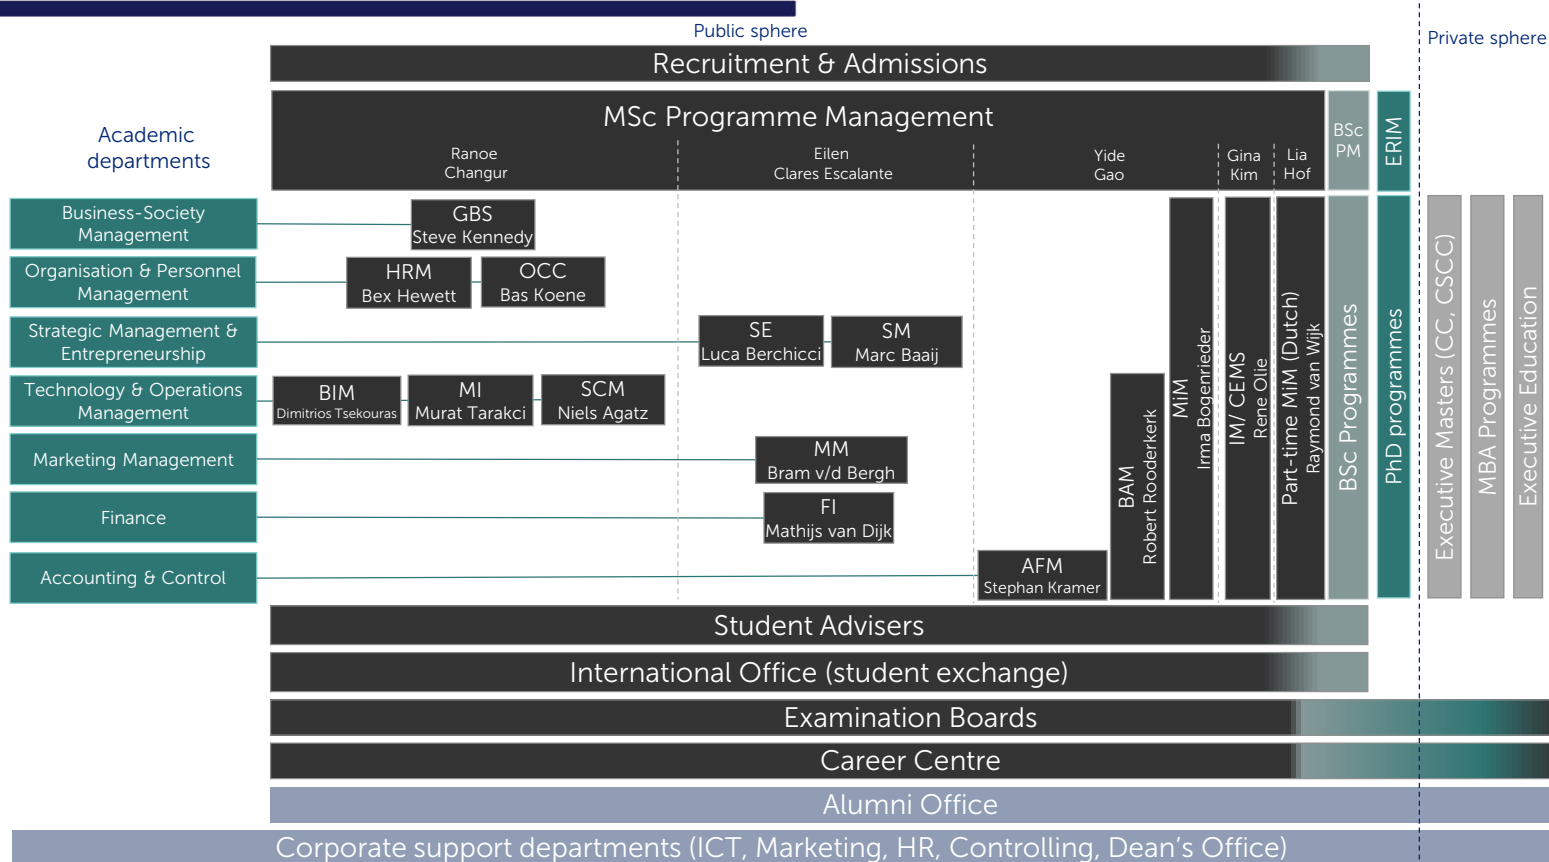 Public sphere
Private sphere
Recruitment & Admissions
MSc Programme Management
Ranoe
Changur
Eilen
Clares Escalante
Yide
Gao
Gina
Kim
Lia
Hof
BSc
PM
ERIM
Academic
departments
Business-Society
Management
GBS
Steve Kennedy
Organisation & Personnel
Management
HRM
Bex Hewett
OCC
Bas Koene
Strategic Management &
Entrepreneurship
SE
Luca Berchicci
SM
Marc Baaij
Technology & Operations
Management
BIM
Dimitrios Tsekouras
MI
Murat Tarakci
SCM
Niels Agatz
Marketing Management
MM
Bram v/d Bergh
Finance
FI
Mathijs van Dijk
Accounting & Control
AFM
Stephan Kramer
BAM
Robert Rooderkerk
MiM
Irma Bogenrieder
IM/ CEMS
Rene Olie
Part-time MiM (Dutch)
Raymond van Wijk
BSc Programmes
PhD programmes
Executive Masters (CC, CSCC)
MBA Programmes
Executive Education
Student Advisers
International Office (student exchange)
Examination Boards
Career Centre
Alumni Office
Corporate support departments (ICT, Marketing, HR, Controlling, Dean's Office)